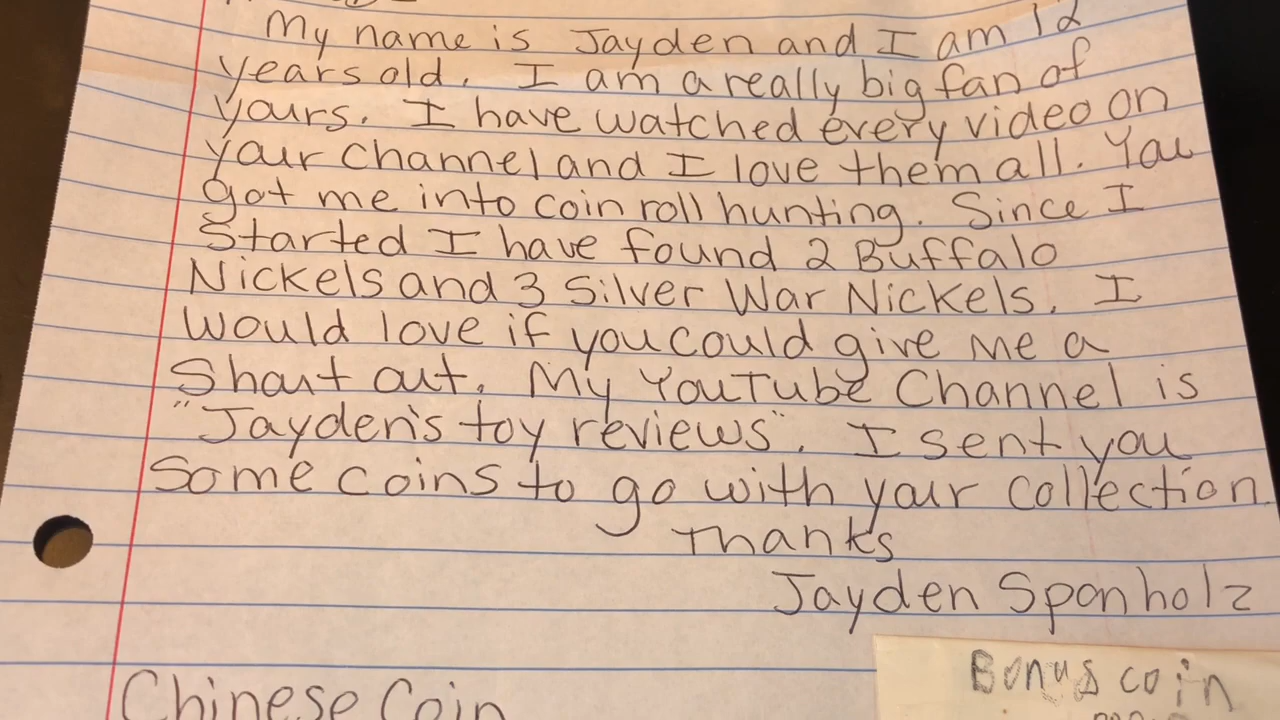 My name is Jayden and I am 12
years old. I am a really big fan of
yours. I have watched every video on
your channel and I love them all. You
got me into coin roll hunting. Since I
Started I have found 2 Buffalo
Nickels and 3 Silver War Nickels. I
would love if you could give me a
Shout out. My YouTube Channel is
"Jayden's toy reviews". I sent you
some coins to go with your collection.
Thanks
Jayden Sponholz
Bonus coin
Chinese Coin